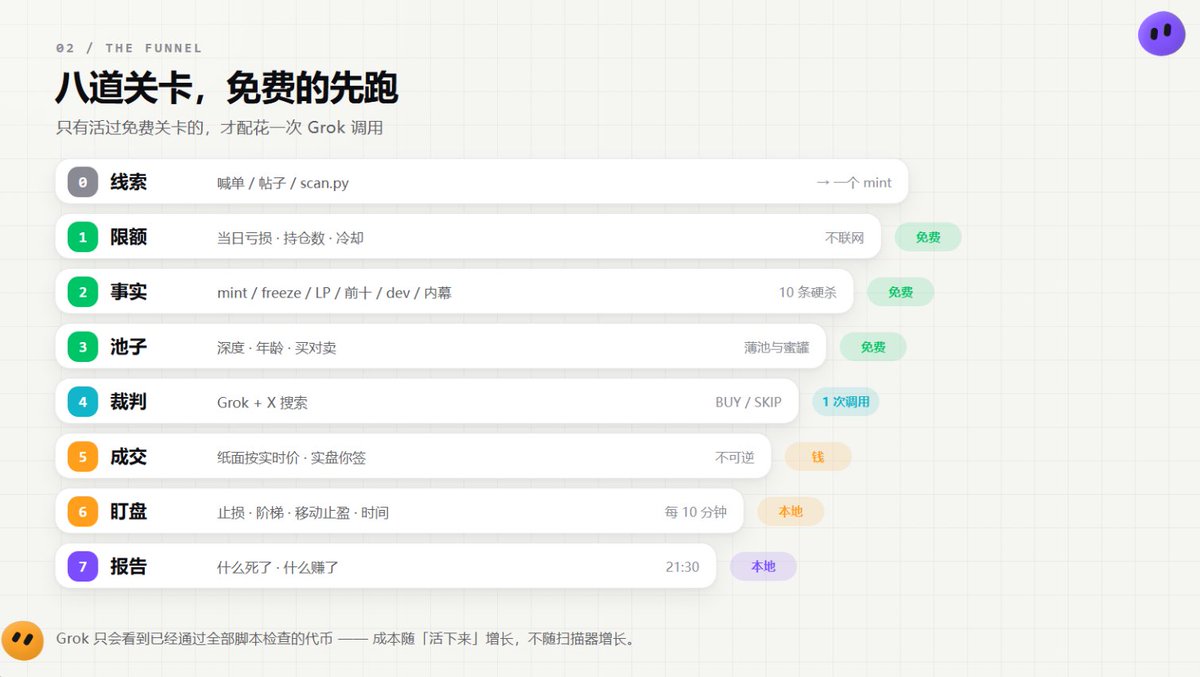 02 / THE FUNNEL
八道关卡，免费的先跑
只有活过免费关卡的，才配花一次 Grok 调用
0 线索 喊单 / 帖子 / scan.py → 一个 mint
1 限额 当日亏损 · 持仓数 · 冷却 不联网 免费
2 事实 mint / freeze / LP / 前十 / dev / 内幕 10 条硬杀 免费
3 池子 深度 · 年龄 · 买对卖 薄池与蜜罐 免费
4 裁判 Grok + X 搜索 BUY / SKIP 1 次调用
5 成交 纸面按实时价 · 实盘你签 不可逆 钱
6 盯盘 止损 · 阶梯 · 移动止盈 · 时间 每 10 分钟 本地
7 报告 什么死了 · 什么赚了 21:30 本地
Grok 只会看到已经通过全部脚本检查的代币 —— 成本随「活下来」增长，不随扫描器增长。